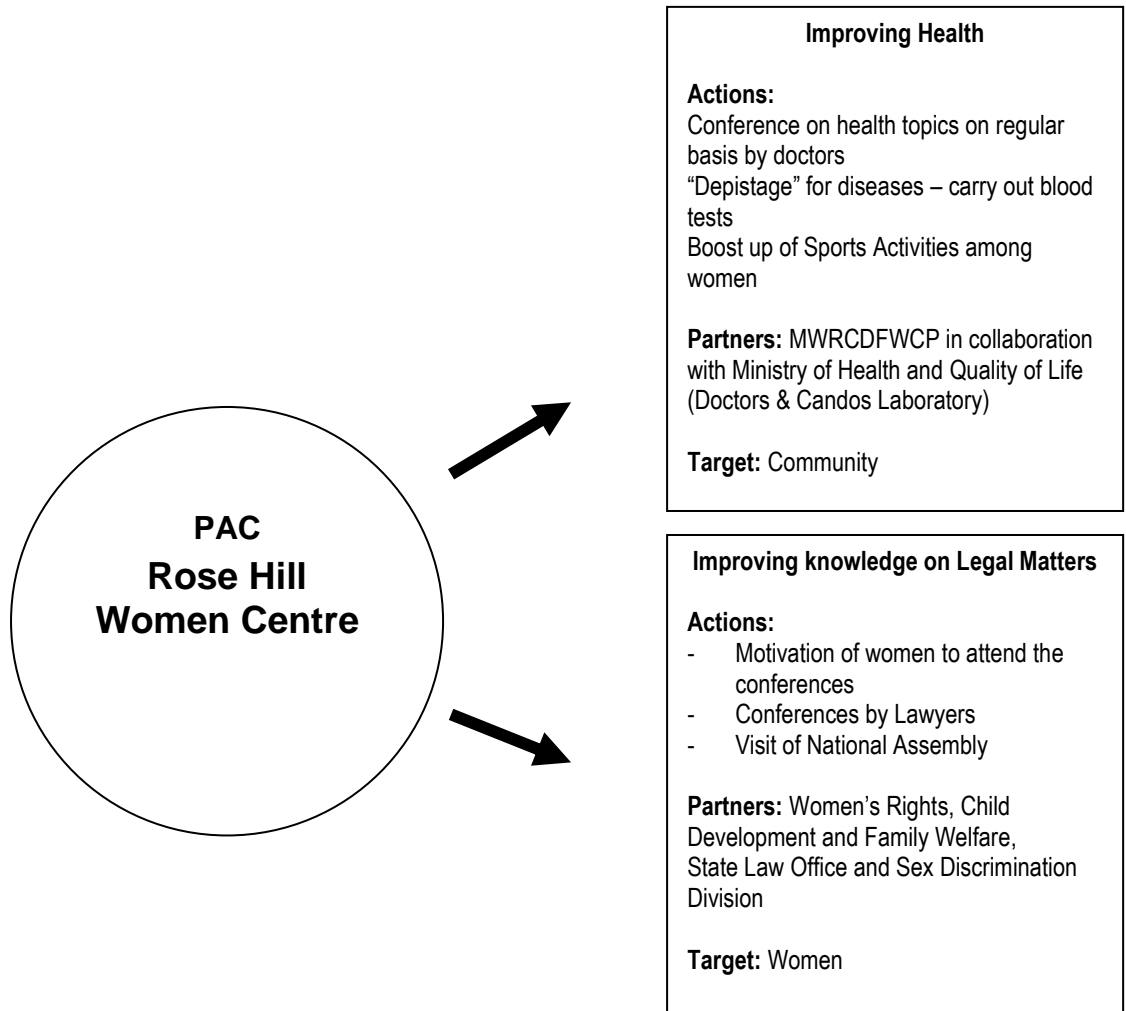 PAC
Rose Hill
Women Centre
Improving Health
Actions:
Conference on health topics on regular
basis by doctors
“Depistage” for diseases – carry out blood
tests
Boost up of Sports Activities among
women
Partners: MWRCDFWCP in collaboration
with Ministry of Health and Quality of Life
(Doctors & Candos Laboratory)
Target: Community
Improving knowledge on Legal Matters
Actions:
- Motivation of women to attend the
conferences
- Conferences by Lawyers
- Visit of National Assembly
Partners: Women’s Rights, Child
Development and Family Welfare,
State Law Office and Sex Discrimination
Division
Target: Women